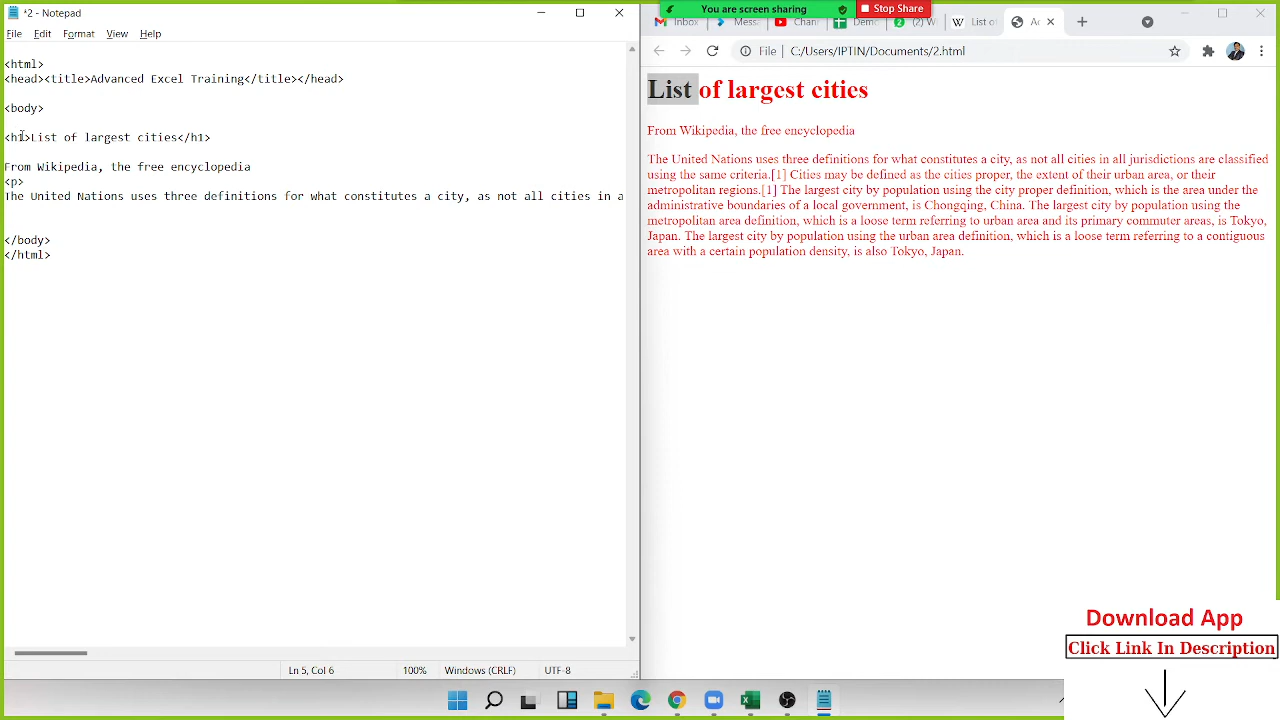 *2 - Notepad
File Edit Format View Help
<html>
<head><title>Advanced Excel Training</title></head>
<body>
<h1>List of largest cities</h1>
From Wikipedia, the free encyclopedia
<p>
The United Nations uses three definitions for what constitutes a city, as not all cities in a
</body>
</html>
Ln 5, Col 6 100% Windows (CRLF) UTF-8
You are screen sharing Stop Share
Inbox Mess Chan Demo (2) W List o Ac
File C:/Users/IPTIN/Documents/2.html
List of largest cities
From Wikipedia, the free encyclopedia
The United Nations uses three definitions for what constitutes a city, as not all cities in all jurisdictions are classified
using the same criteria.[1] Cities may be defined as the cities proper, the extent of their urban area, or their
metropolitan regions.[1] The largest city by population using the city proper definition, which is the area under the
administrative boundaries of a local government, is Chongqing, China. The largest city by population using the
metropolitan area definition, which is a loose term referring to urban area and its primary commuter areas, is Tokyo,
Japan. The largest city by population using the urban area definition, which is a loose term referring to a contiguous
area with a certain population density, is also Tokyo, Japan.
Download App
Click Link In Description